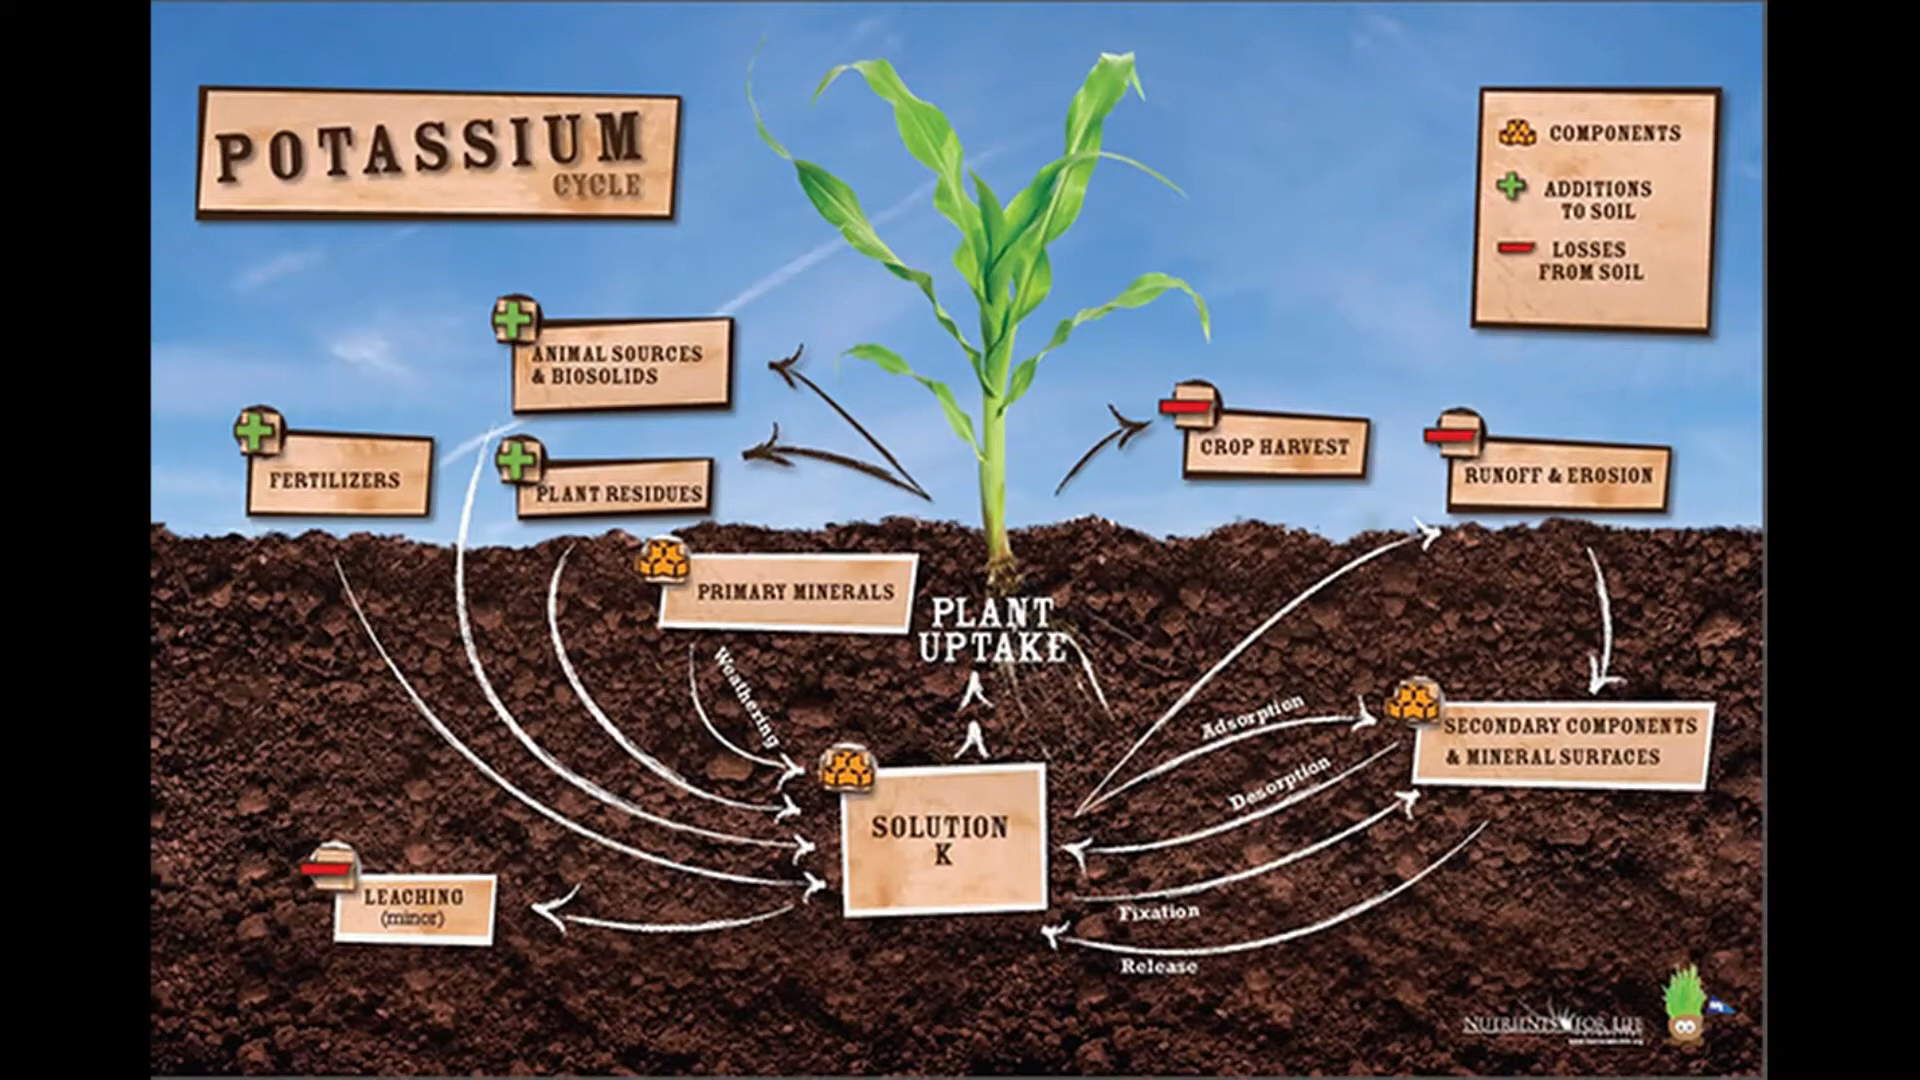 POTASSIUM
CYCLE
COMPONENTS
ADDITIONS
TO SOIL
LOSSES
FROM SOIL
ANIMAL SOURCES
& BIOSOLIDS
FERTILIZERS
PLANT RESIDUES
CROP HARVEST
RUNOFF & EROSION
PRIMARY MINERALS
PLANT
UPTAKE
Weathering
Adsorption
Desorption
SECONDARY COMPONENTS
& MINERAL SURFACES
SOLUTION
K
LEACHING
(minor)
Fixation
Release
NUTRIENTS FOR LIFE